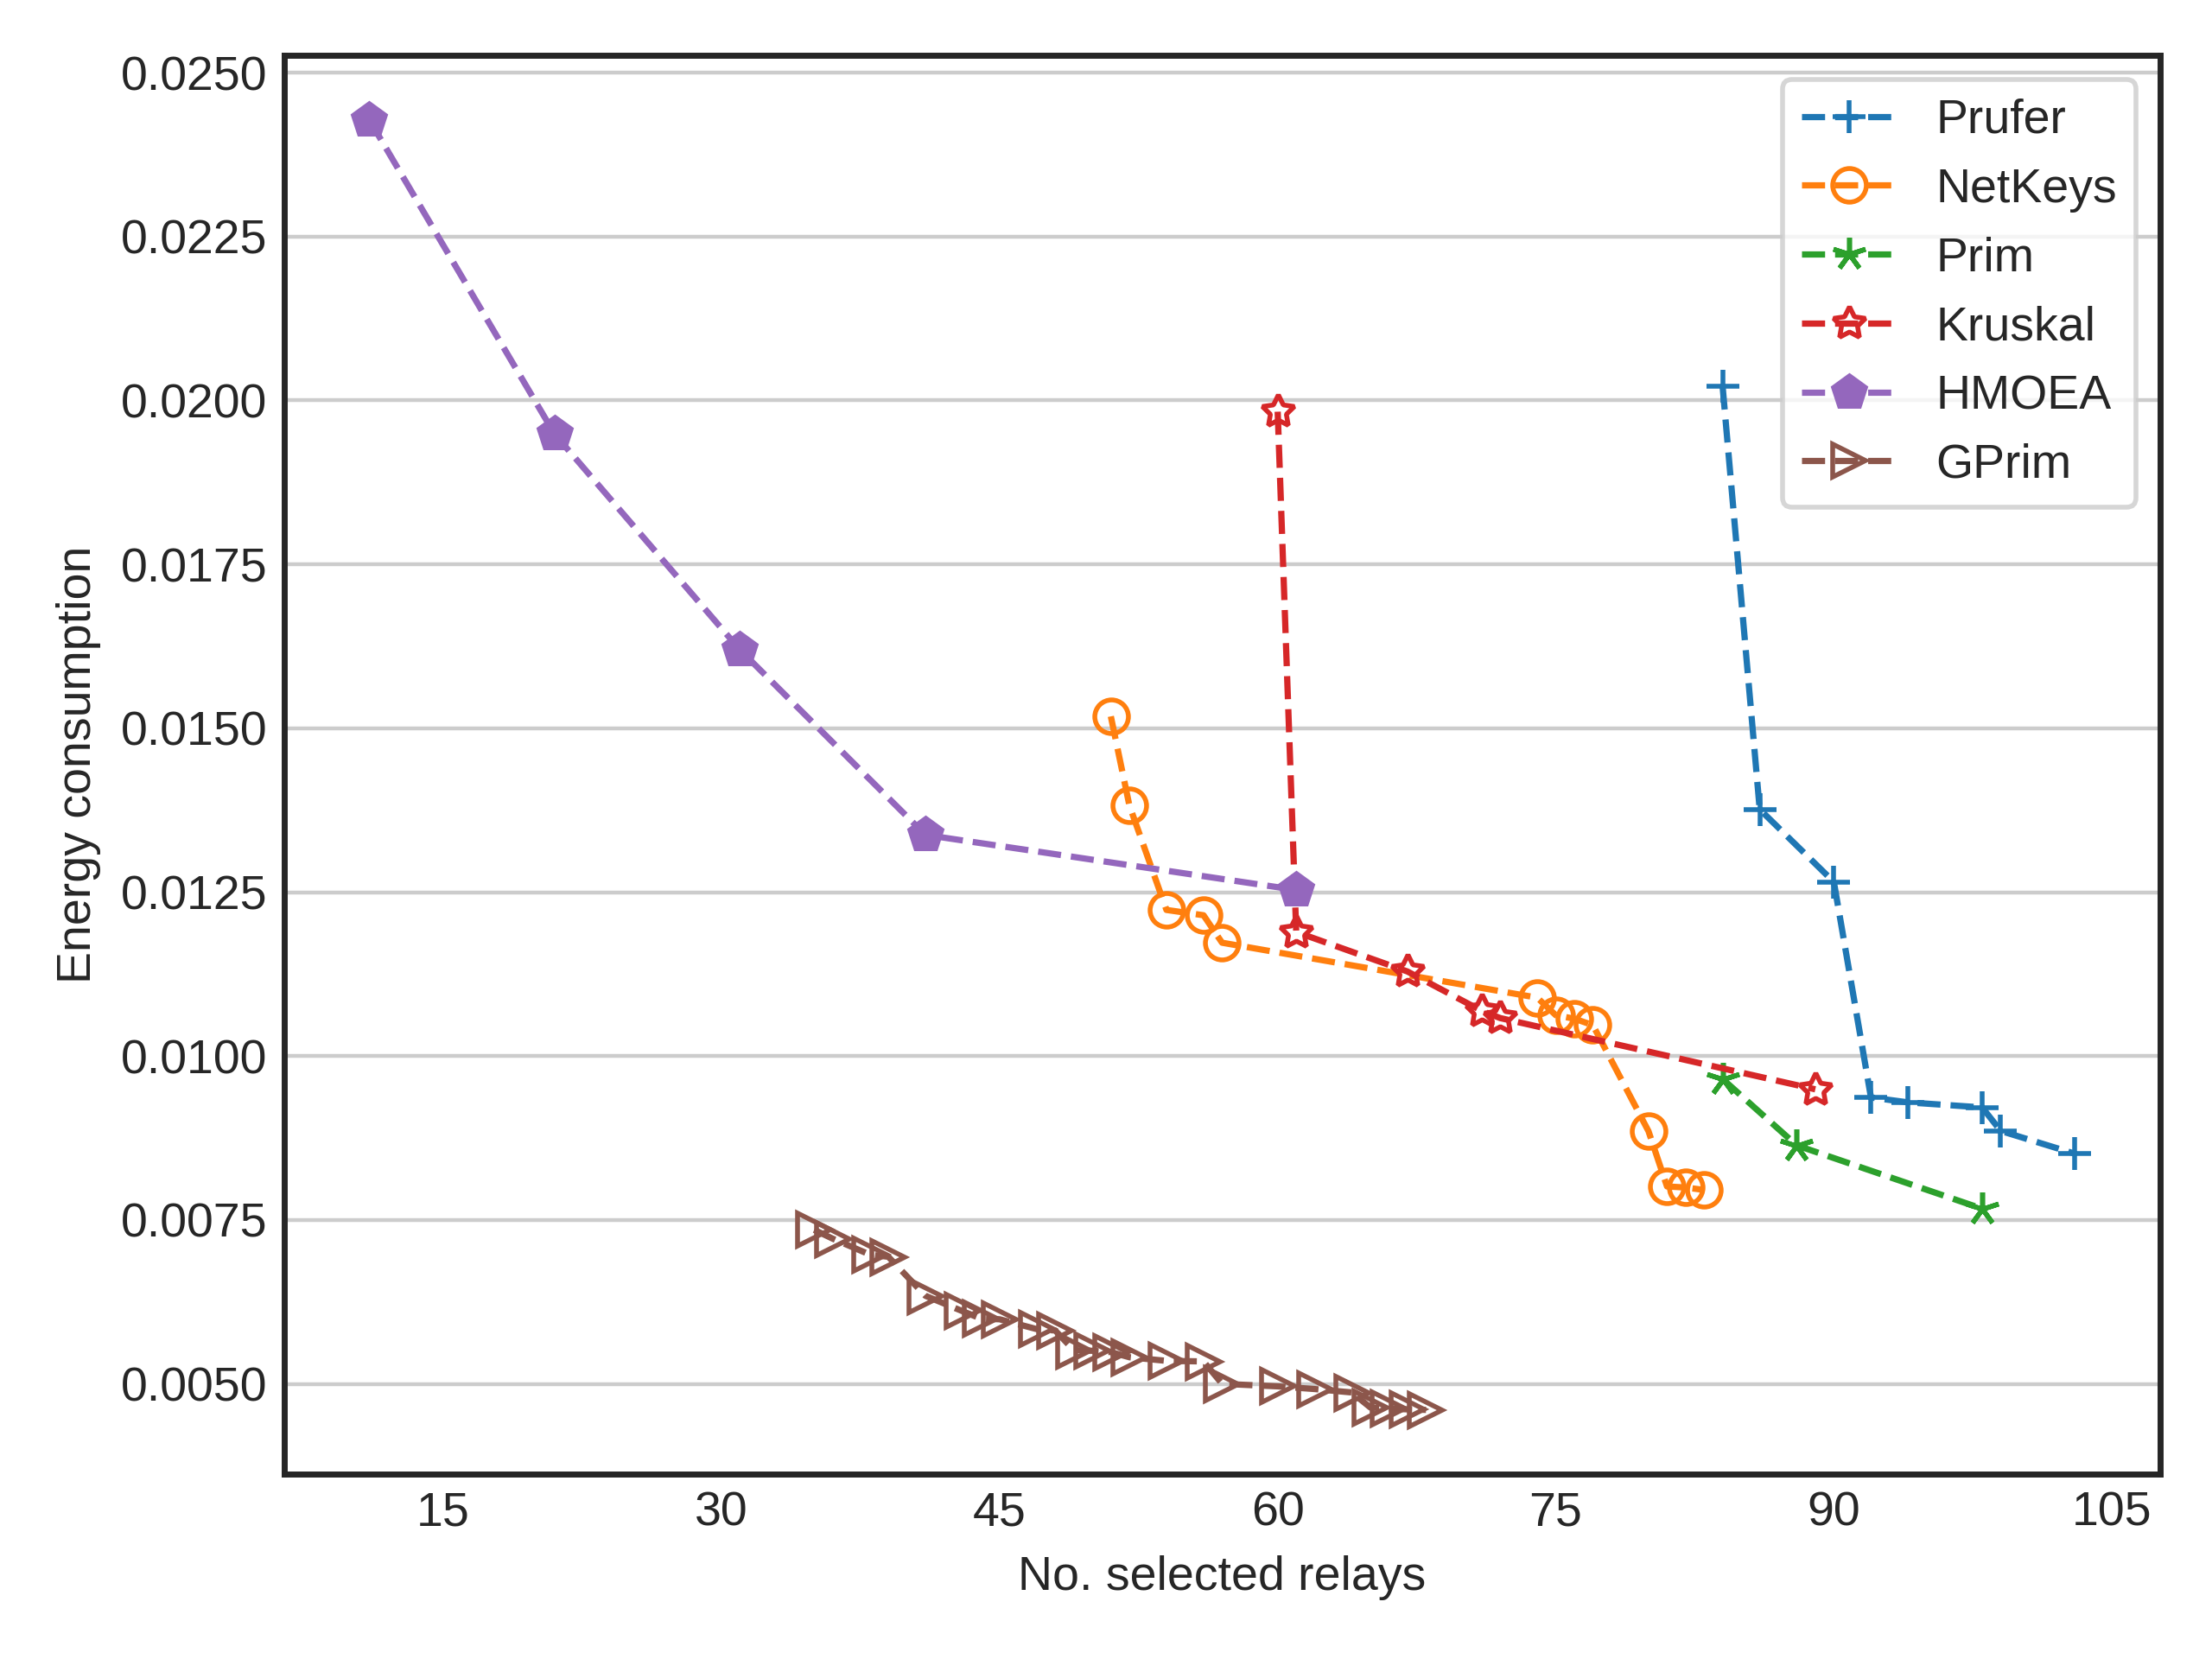 0.0250
0.0225
0.0200
0.0175
0.0150
0.0125
0.0100
0.0075
0.0050
Energy consumption
15 30 45 60 75 90 105
No. selected relays
Prufer
NetKeys
Prim
Kruskal
HMOEA
GPrim